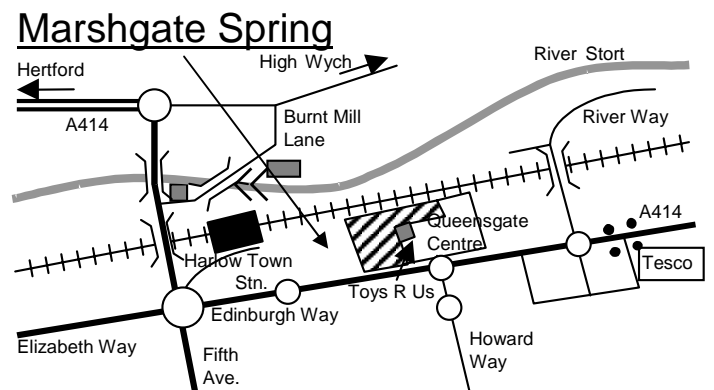 Marshgate Spring
Hertford
High Wych
River Stort
A414
Burnt Mill
Lane
River Way
Queensgate
Centre
A414
Harlow Town
Stn.
Toys R Us
Tesco
Edinburgh Way
Elizabeth Way
Fifth
Ave.
Howard
Way